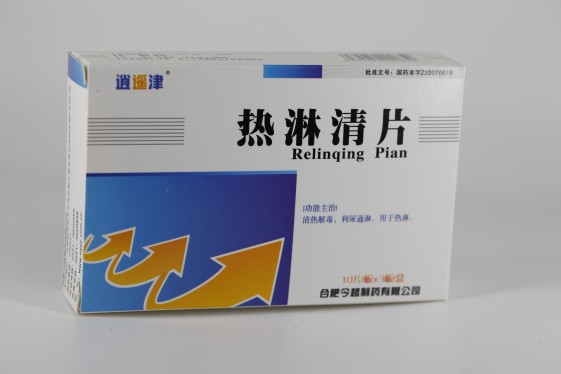 逍遥津®
批准文号：国药准字Z20070019
热淋清片
Relinqing Pian
(功能主治)
清热解毒、利尿通淋。用于热淋。
10片/板×3板/盒
合肥今越制药有限公司